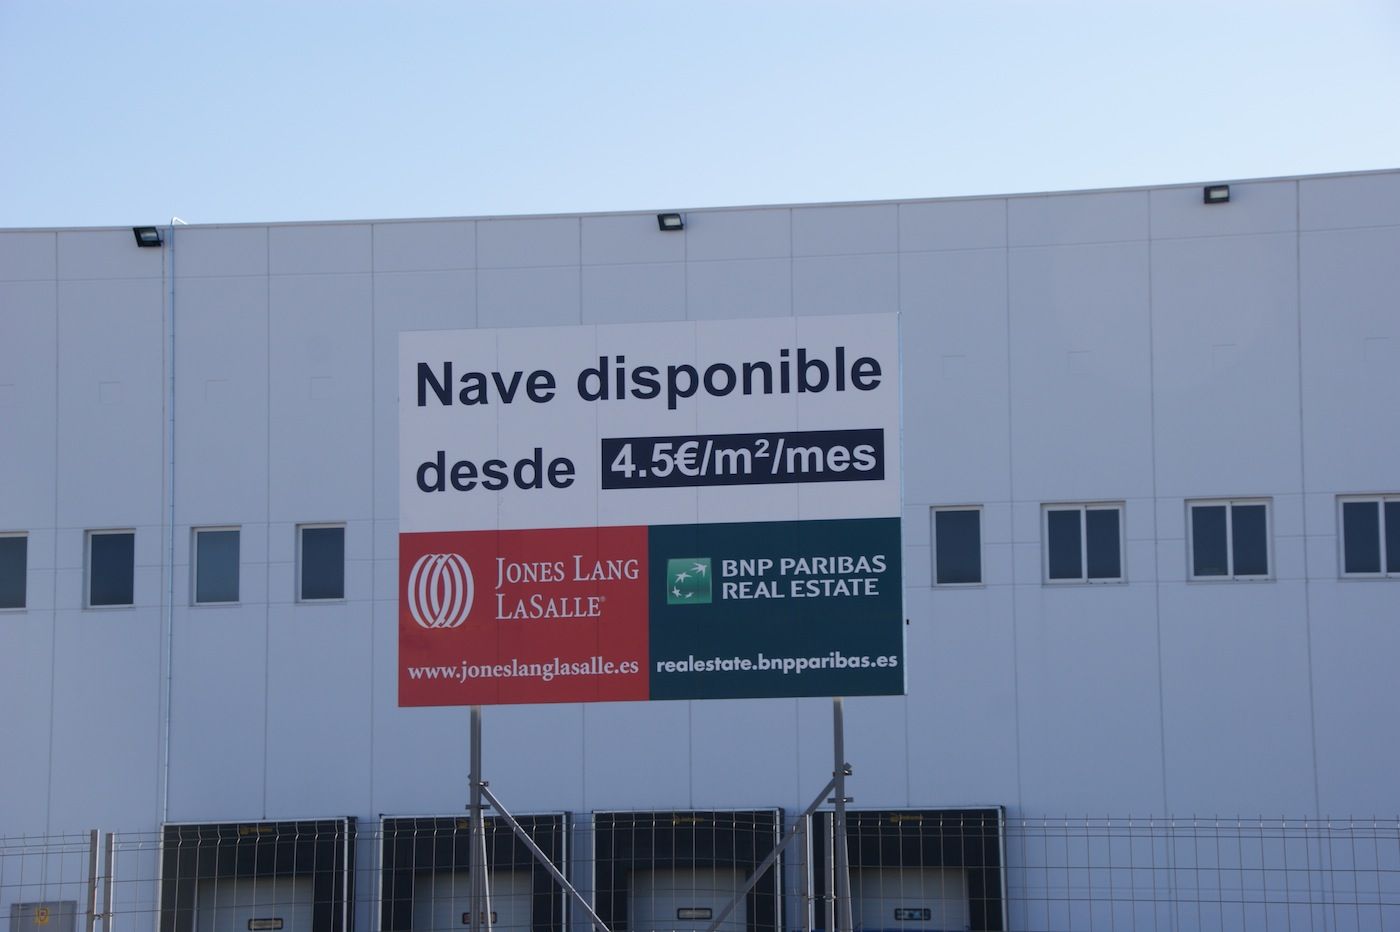 Nave disponible
desde 4.5€/m²/mes
JONES LANG
LASALLE®
www.joneslanglasalle.es
BNP PARIBAS
REAL ESTATE
realestate.bnpparibas.es